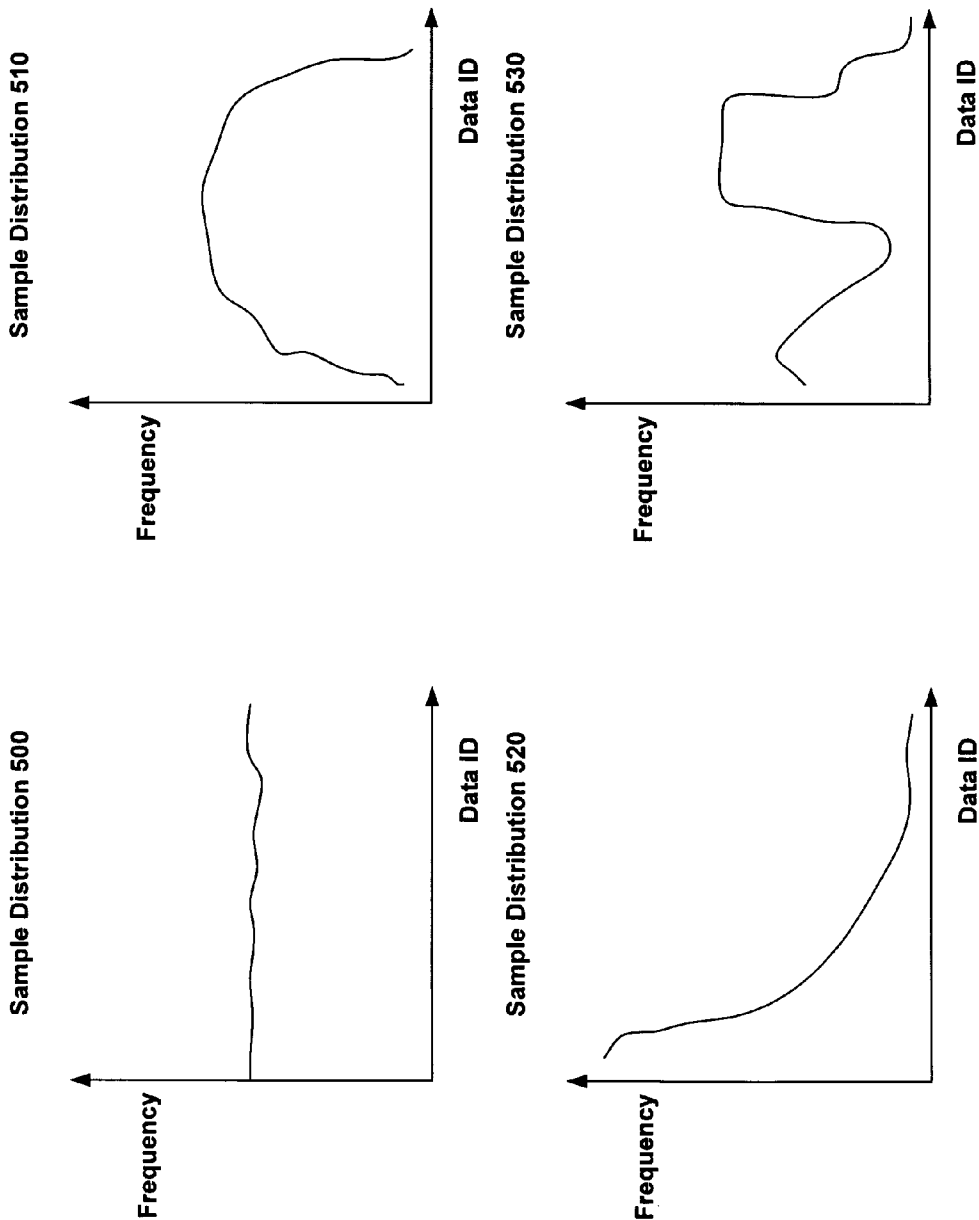 Sample Distribution 500
Frequency
Data ID
Sample Distribution 510
Frequency
Data ID
Sample Distribution 520
Frequency
Data ID
Sample Distribution 530
Frequency
Data ID